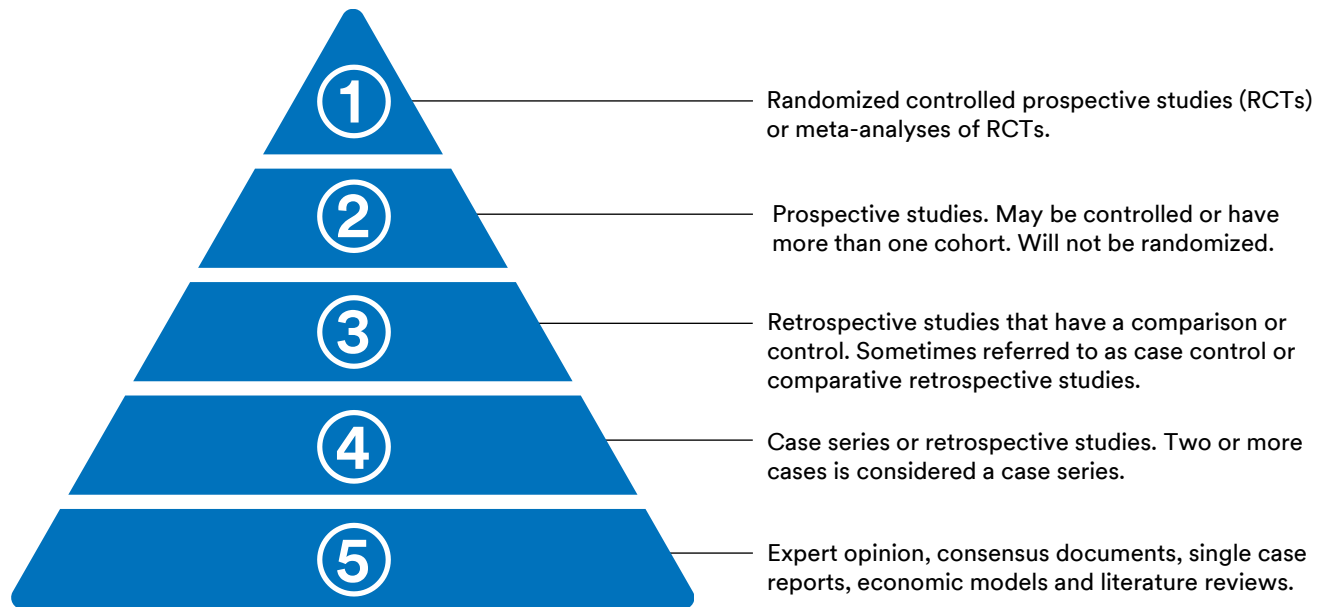 1
Randomized controlled prospective studies (RCTs)
or meta-analyses of RCTs.
2
Prospective studies. May be controlled or have
more than one cohort. Will not be randomized.
3
Retrospective studies that have a comparison or
control. Sometimes referred to as case control or
comparative retrospective studies.
4
Case series or retrospective studies. Two or more
cases is considered a case series.
5
Expert opinion, consensus documents, single case
reports, economic models and literature reviews.